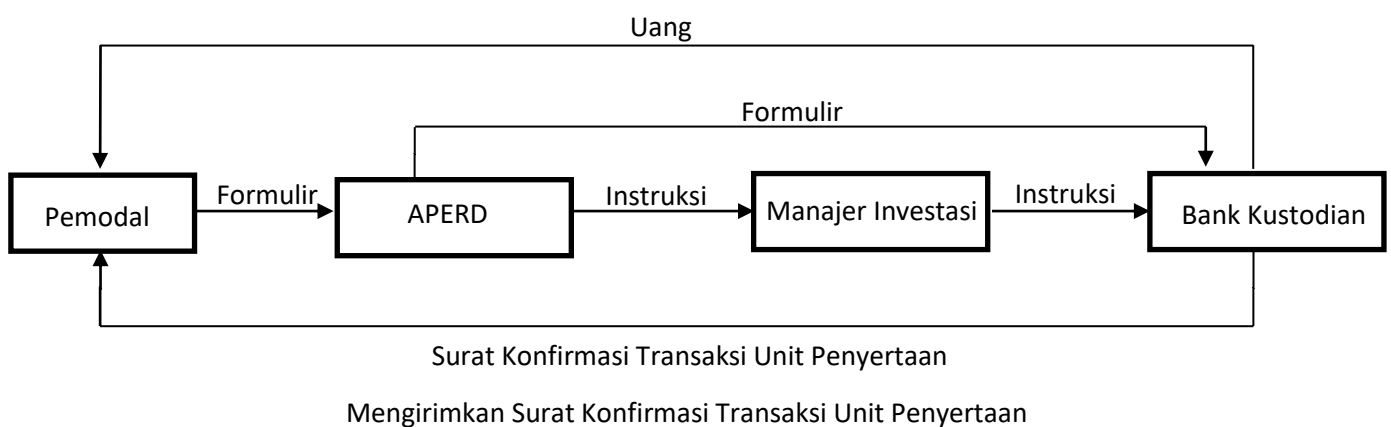 Uang
Formulir
Pemodal
Formulir
APERD
Instruksi
Manajer Investasi
Instruksi
Bank Kustodian
Surat Konfirmasi Transaksi Unit Penyertaan
Mengirimkan Surat Konfirmasi Transaksi Unit Penyertaan